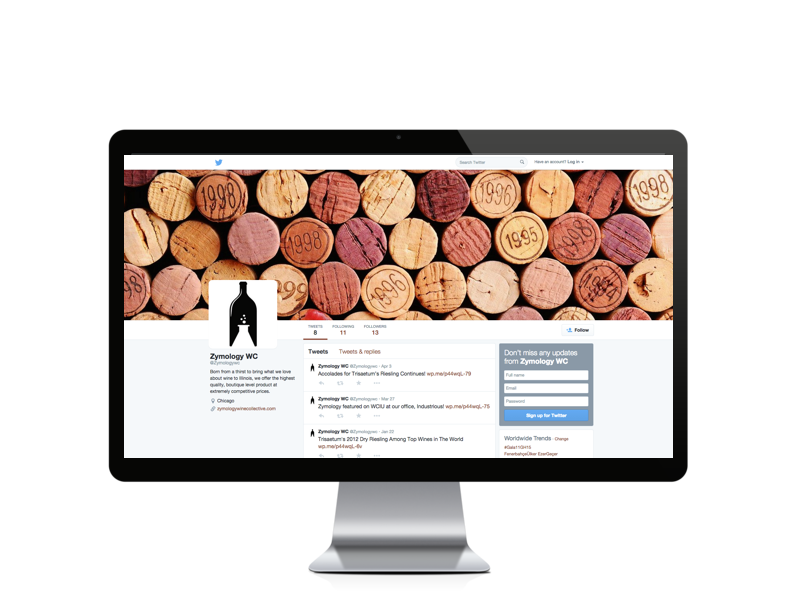 Search Twitter
Have an account? Log in
1998
1996
1998
1998
1995
1998
1996
TWEETS
8
FOLLOWING
11
FOLLOWERS
13
Follow
Zymology WC
@Zymologywc
Born from a thirst to bring what we love
about wine to Illinois, we offer the highest
quality, boutique level product at
extremely competitive prices.
Chicago
zymologywinecollective.com
Tweets Tweets & replies
Zymology WC @Zymologywc · Apr 3
Accolades for Trisaetum's Riesling Continues! wp.me/p44wqL-79
Zymology WC @Zymologywc · Mar 27
Zymology featured on WCIU at our office, Industrious! wp.me/p44wqL-75
Zymology WC @Zymologywc · Jan 22
Trisaetum's 2012 Dry Riesling Among Top Wines in The World
wp.me/p44wqL-6v
Don't miss any updates
from Zymology WC
Full name
Email
Password
Sign up for Twitter
Worldwide Trends · Change